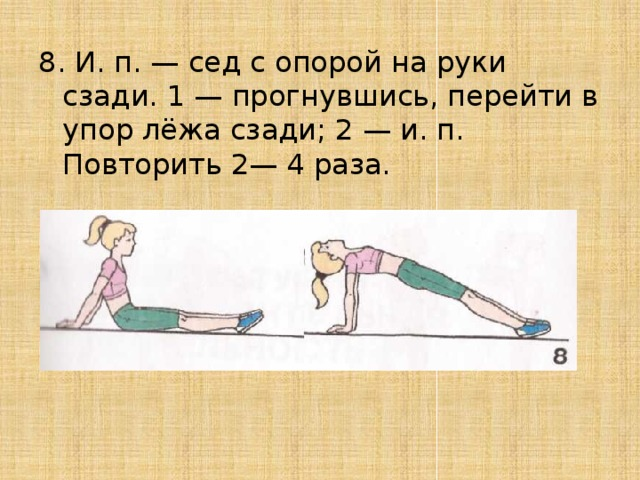 8. И. п. — сед с опорой на руки
сзади. 1 — прогнувшись, перейти в
упор лёжа сзади; 2 — и. п.
Повторить 2— 4 раза.
8